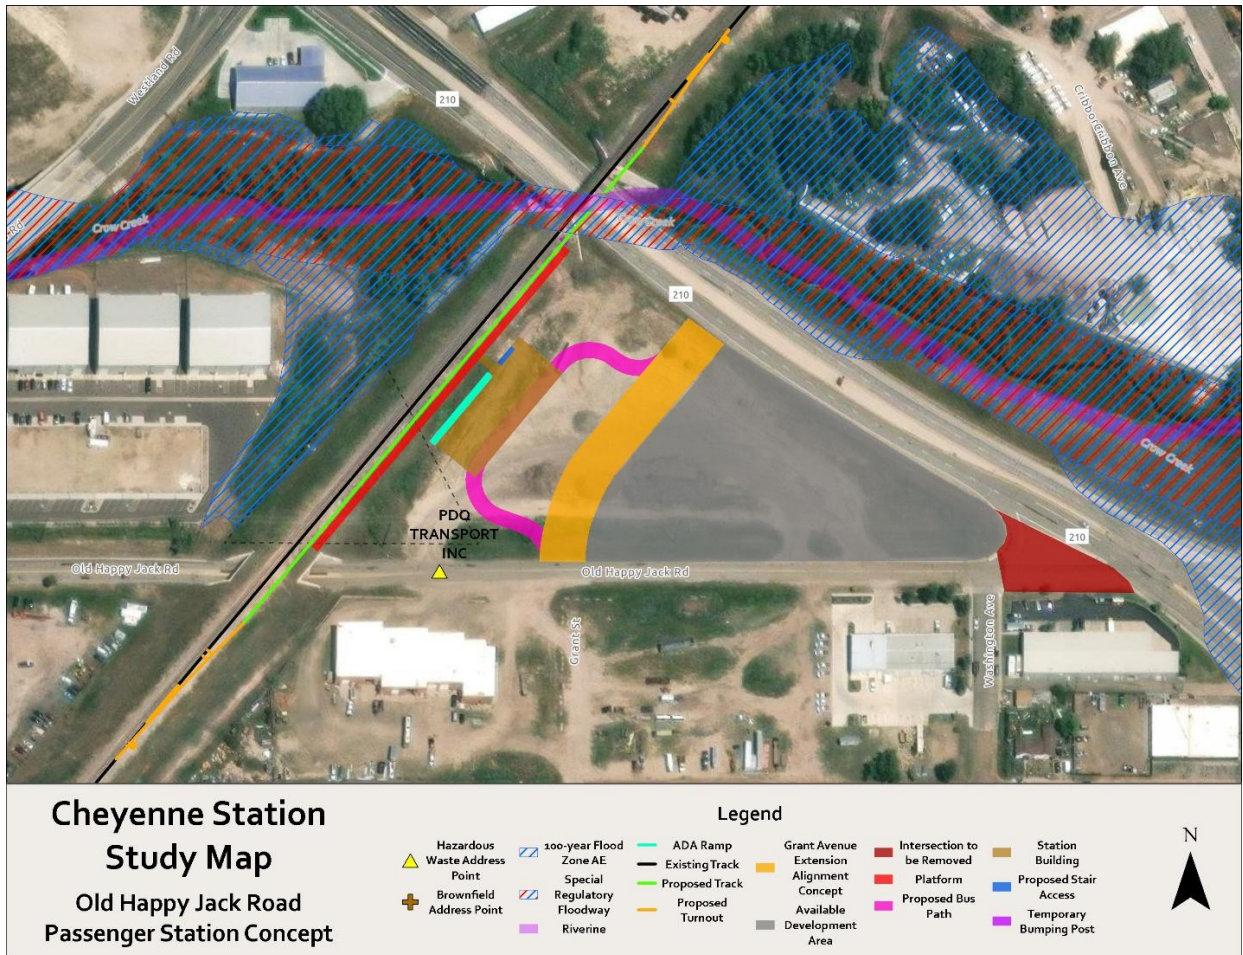 Westland Rd
210
Cribbon Ave
Crow Creek
Rd
Crow Creek
210
Crow Creek
210
PDQ
TRANSPORT
INC
Old Happy Jack Rd
Old Happy Jack Rd
Grant St
Washington Ave
Cheyenne Station
Study Map
Old Happy Jack Road
Passenger Station Concept
Legend
Hazardous
Waste Address
Point
Brownfield
Address Point
100-year Flood
Zone AE
Special
Regulatory
Floodway
Riverine
ADA Ramp
Existing Track
Proposed Track
Proposed
Turnout
Grant Avenue
Extension
Alignment
Concept
Available
Development
Area
Intersection to
be Removed
Platform
Proposed Bus
Path
Station
Building
Proposed Stair
Access
Temporary
Bumping Post
N